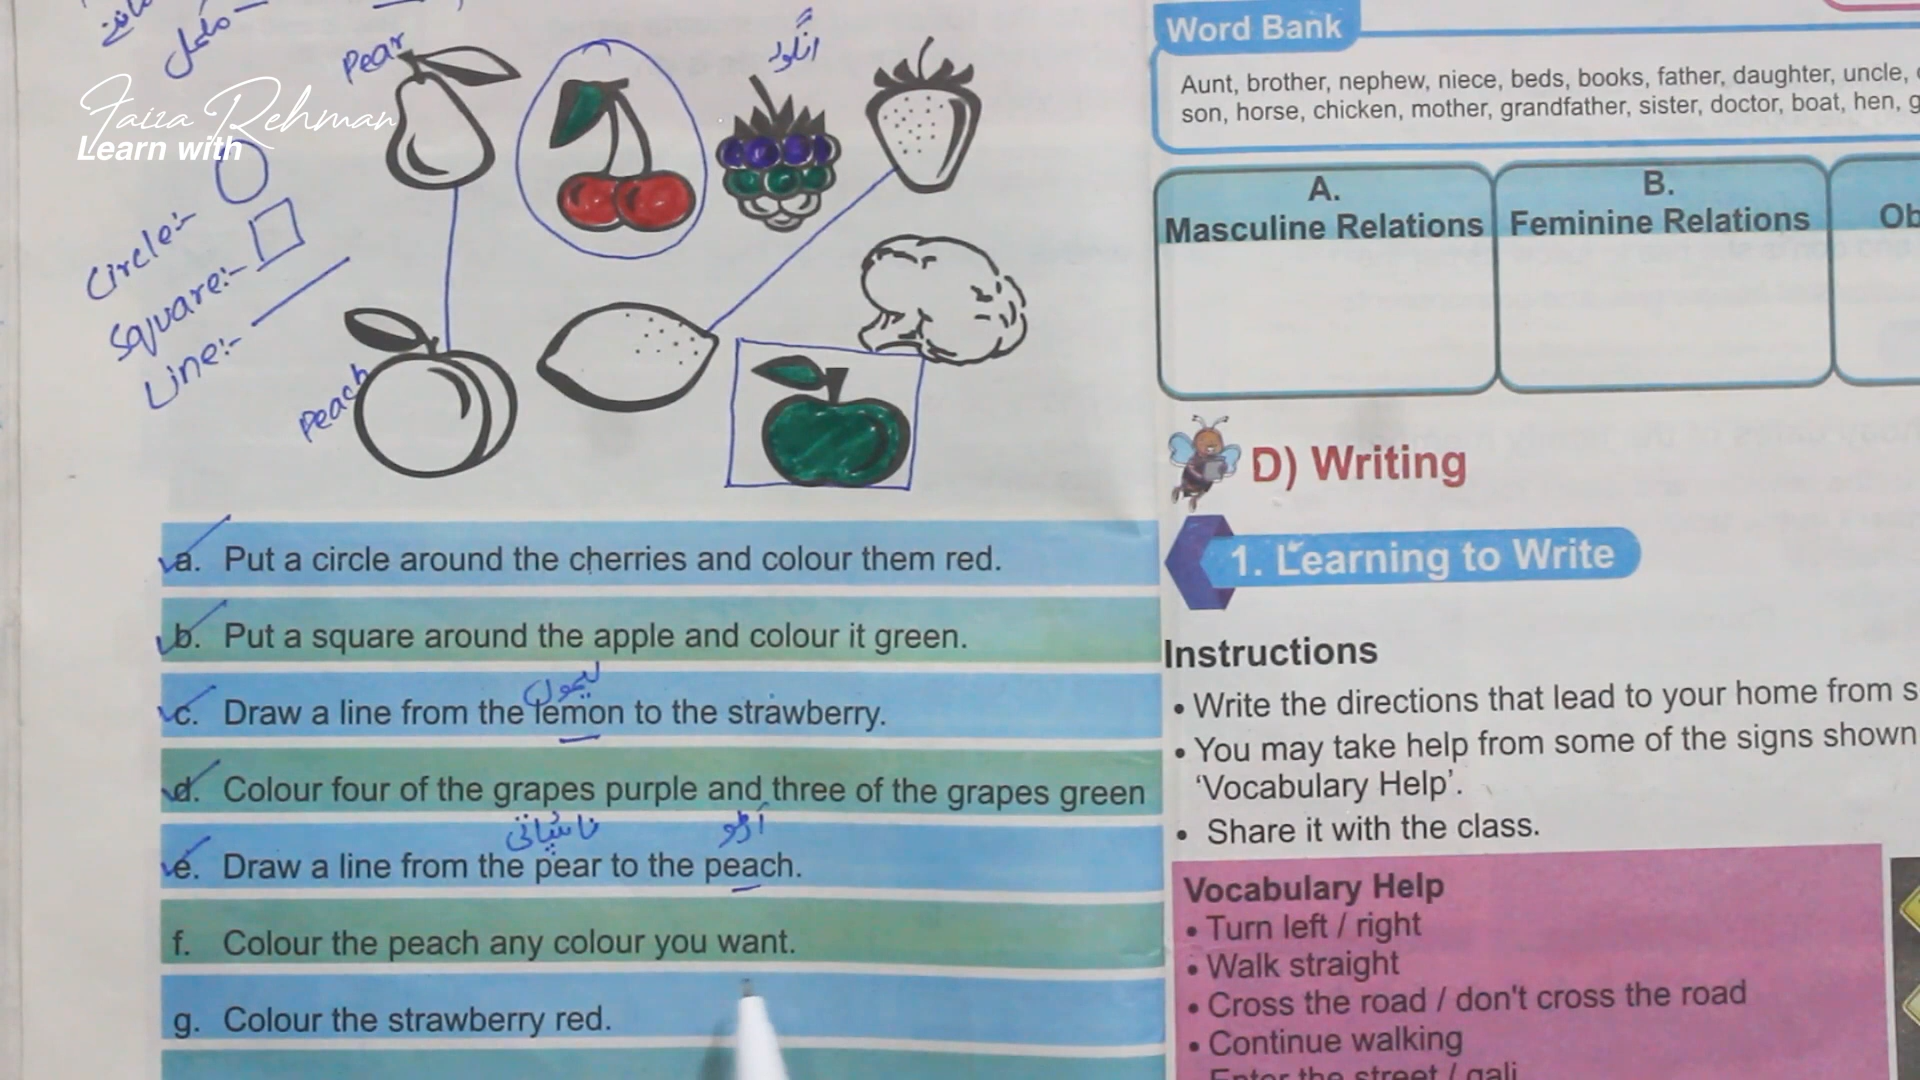 مکمل
Pear
انگور
Faiza Rehman
Learn with
Circle:-
Square:-
Line:-
Peach
a. Put a circle around the cherries and colour them red.
b. Put a square around the apple and colour it green.
لیموں
c. Draw a line from the lemon to the strawberry.
d. Colour four of the grapes purple and three of the grapes green
ناشپاتی آڑو
e. Draw a line from the pear to the peach.
f. Colour the peach any colour you want.
g. Colour the strawberry red.
Word Bank
Aunt, brother, nephew, niece, beds, books, father, daughter, uncle,
son, horse, chicken, mother, grandfather, sister, doctor, boat, hen,
A.
Masculine Relations
B.
Feminine Relations
Ob
D) Writing
1. Learning to Write
Instructions
• Write the directions that lead to your home from s
• You may take help from some of the signs shown
‘Vocabulary Help’.
• Share it with the class.
Vocabulary Help
• Turn left / right
• Walk straight
• Cross the road / don't cross the road
• Continue walking
Enter the street / gali